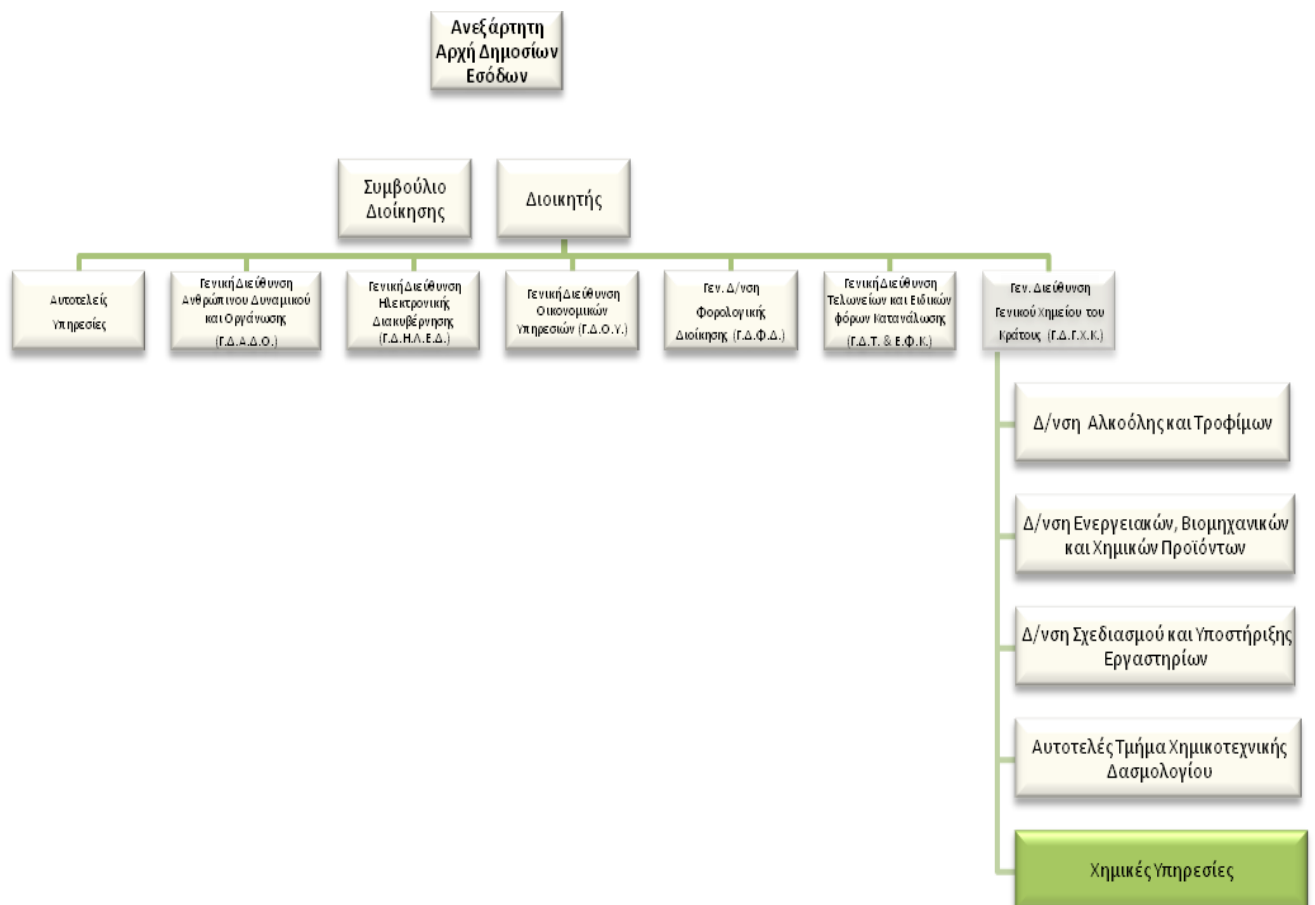 Ανεξάρτητη
Αρχή Δημοσίων
Εσόδων
Συμβούλιο
Διοίκησης
Διοικητής
Αυτοτελείς
Υπηρεσίες
Γενική Διεύθυνση
Ανθρώπινου Δυναμικού
και Οργάνωσης
(Γ.Δ.Α.Δ.Ο.)
Γενική Διεύθυνση
Ηλεκτρονικής
Διακυβέρνησης
(Γ.Δ.Η.Λ.Ε.Δ.)
Γενική Διεύθυνση
Οικονομικών
Υπηρεσιών (Γ.Δ.Ο.Υ.)
Γεν. Δ/νση
Φορολογικής
Διοίκησης (Γ.Δ.Φ.Δ.)
Γενική Διεύθυνση
Τελωνείων και Ειδικών
φόρων Κατανάλωσης
(Γ.Δ.Τ. & Ε.Φ.Κ.)
Γεν. Διεύθυνση
Γενικού Χημείου του
Κράτους (Γ.Δ.Γ.Χ.Κ.)
Δ/νση Αλκοόλης και Τροφίμων
Δ/νση Ενεργειακών, Βιομηχανικών
και Χημικών Προϊόντων
Δ/νση Σχεδιασμού και Υποστήριξης
Εργαστηρίων
Αυτοτελές Τμήμα Χημικοτεχνικής
Δασμολογίου
Χημικές Υπηρεσίες